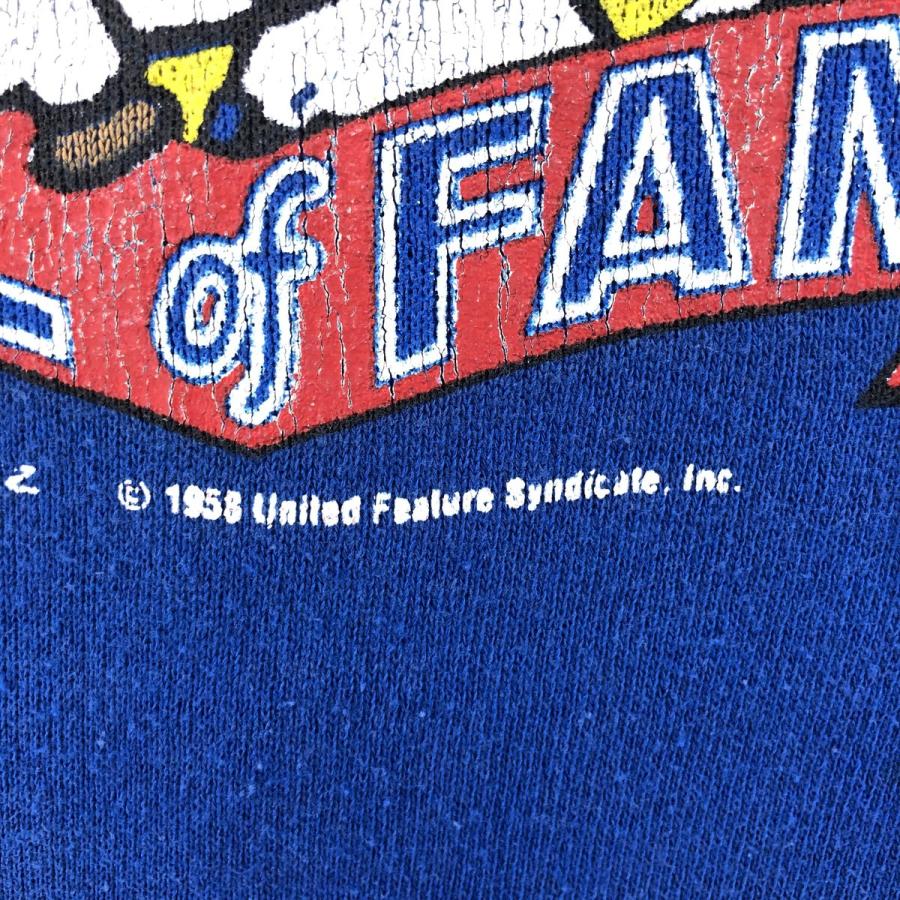 of FAM
Z © 1958 United Feature Syndicate, Inc.